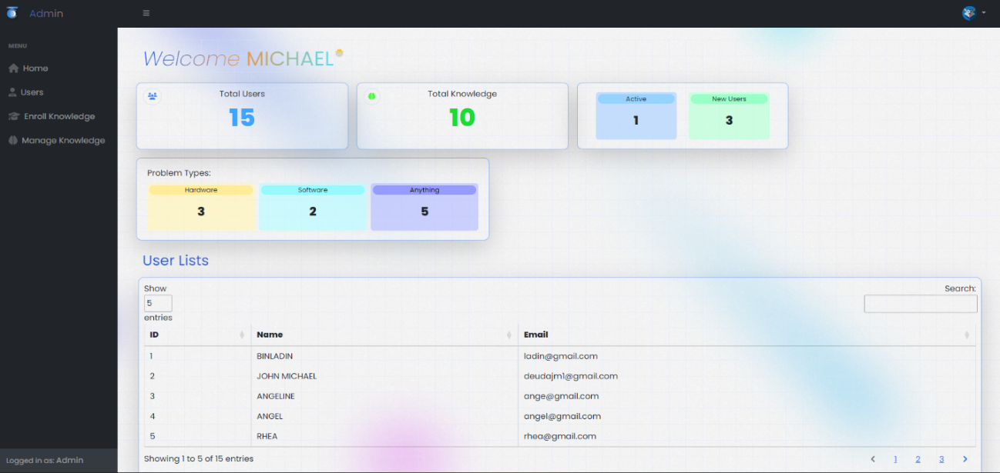 Admin
MENU
Home
Users
Enroll Knowledge
Manage Knowledge
Logged in as: Admin
Welcome MICHAEL
Total Users
15
Total Knowledge
10
Active
1
New Users
3
Problem Types:
Hardware
3
Software
2
Anything
5
User Lists
Show
5
entries
Search:
ID Name Email
1 BINLADIN ladin@gmail.com
2 JOHN MICHAEL deudajm1@gmail.com
3 ANGELINE ange@gmail.com
4 ANGEL angel@gmail.com
5 RHEA rhea@gmail.com
Showing 1 to 5 of 15 entries
1 2 3